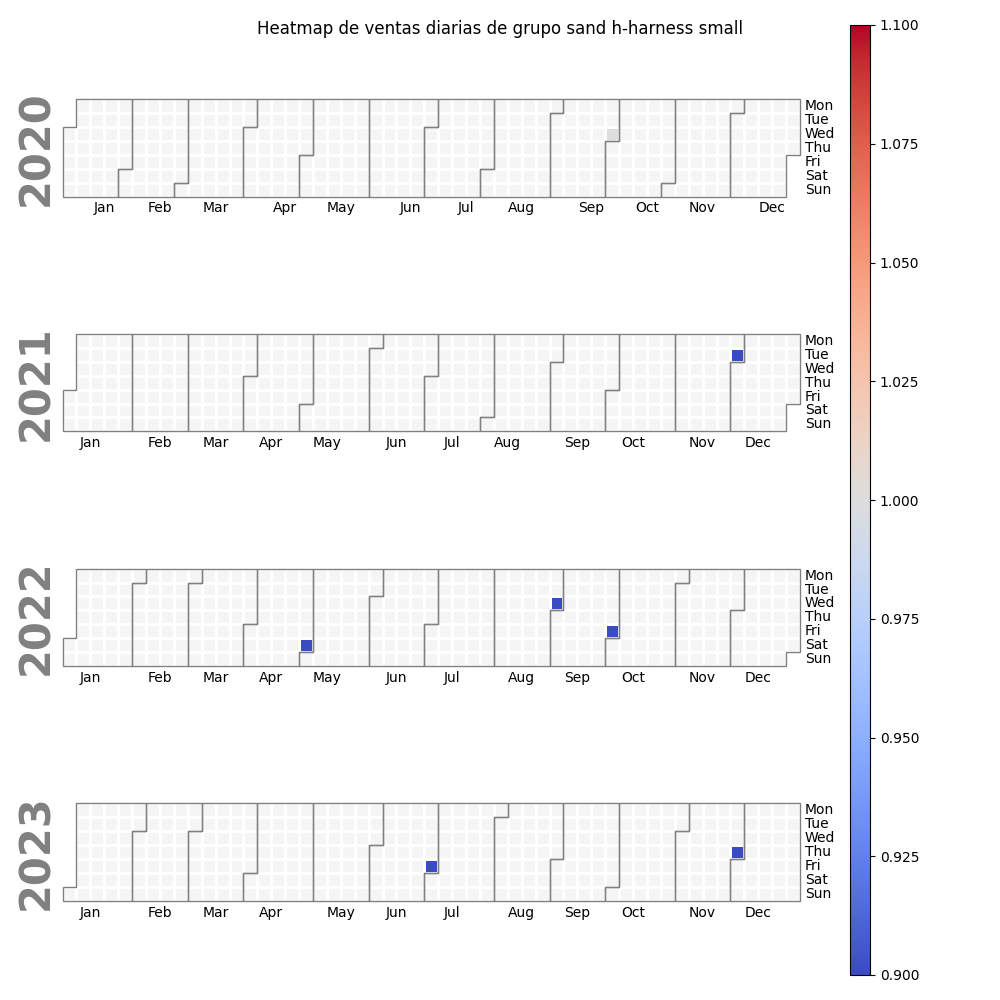 Heatmap de ventas diarias de grupo sand h-harness small
2020
Mon
Tue
Wed
Thu
Fri
Sat
Sun
Jan Feb Mar Apr May Jun Jul Aug Sep Oct Nov Dec
2021
Mon
Tue
Wed
Thu
Fri
Sat
Sun
Jan Feb Mar Apr May Jun Jul Aug Sep Oct Nov Dec
2022
Mon
Tue
Wed
Thu
Fri
Sat
Sun
Jan Feb Mar Apr May Jun Jul Aug Sep Oct Nov Dec
2023
Mon
Tue
Wed
Thu
Fri
Sat
Sun
Jan Feb Mar Apr May Jun Jul Aug Sep Oct Nov Dec
1.100
1.075
1.050
1.025
1.000
0.975
0.950
0.925
0.900